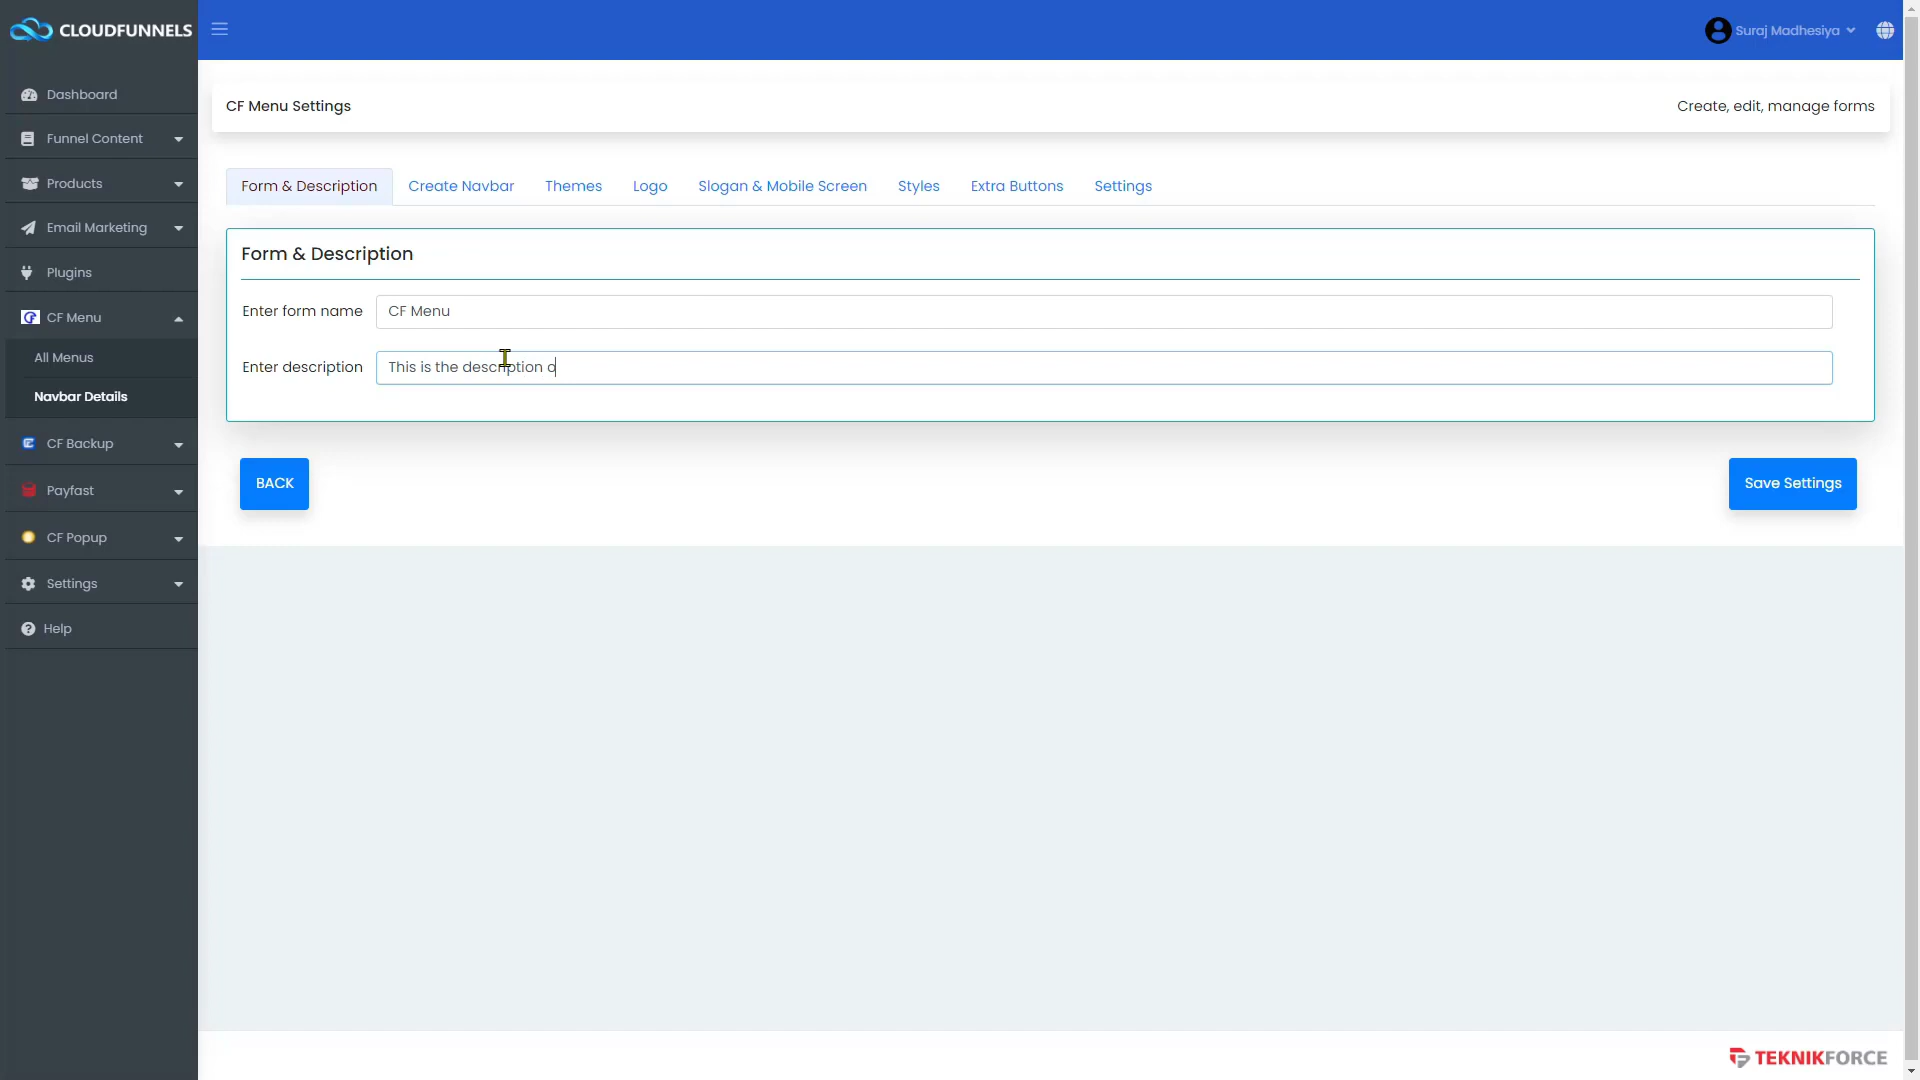 CLOUDFUNNELS
Suraj Madhesiya
Dashboard
Funnel Content
Products
Email Marketing
Plugins
CF Menu
All Menus
Navbar Details
CF Backup
Payfast
CF Popup
Settings
Help
CF Menu Settings
Create, edit, manage forms
Form & Description
Create Navbar
Themes
Logo
Slogan & Mobile Screen
Styles
Extra Buttons
Settings
Form & Description
Enter form name
CF Menu
Enter description
This is the description o
BACK
Save Settings
TEKNIKFORCE